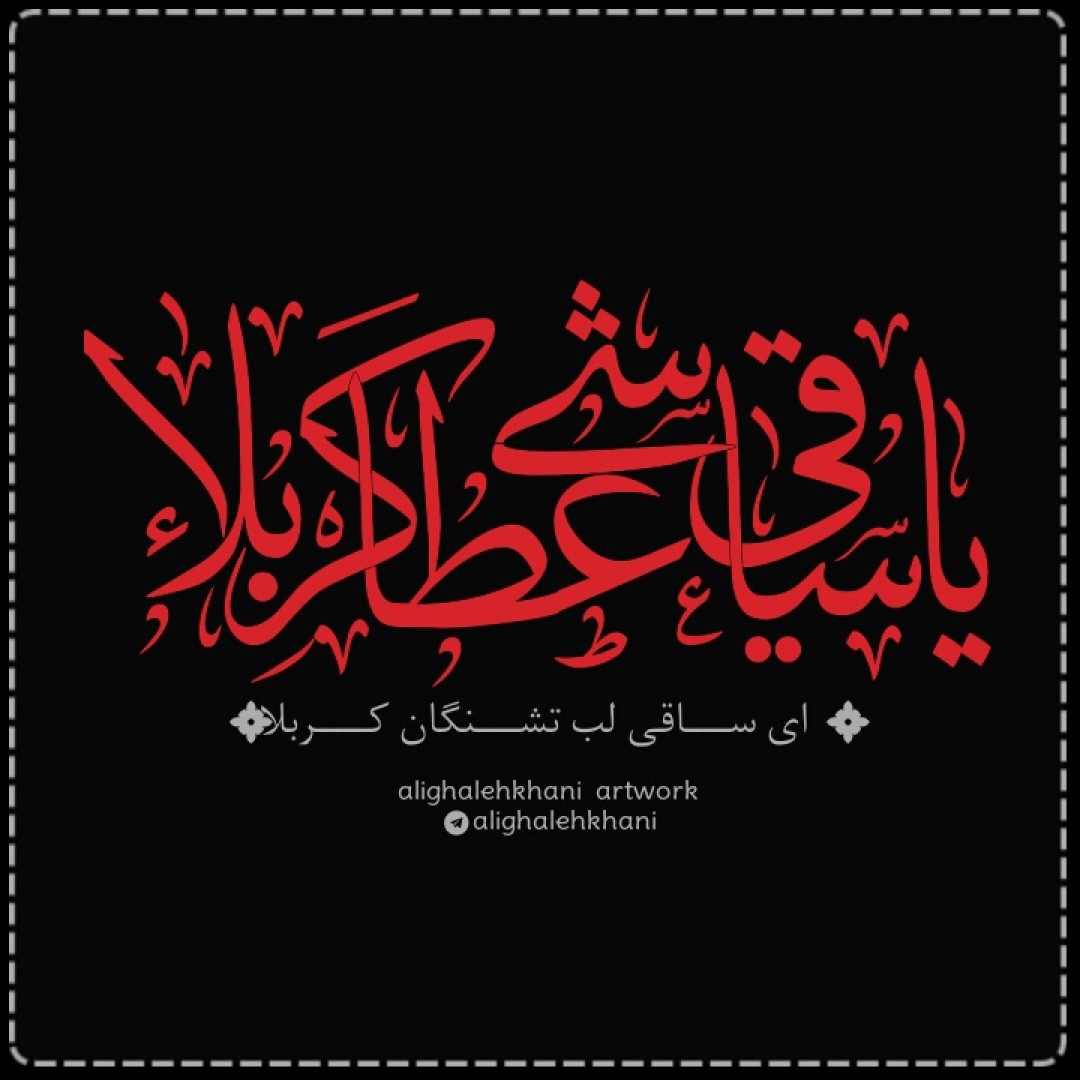 یا ساقی عطاشی کربلاء
ای ساقی لب تشنگان کربلا
alighalehkhani artwork
alighalehkhani